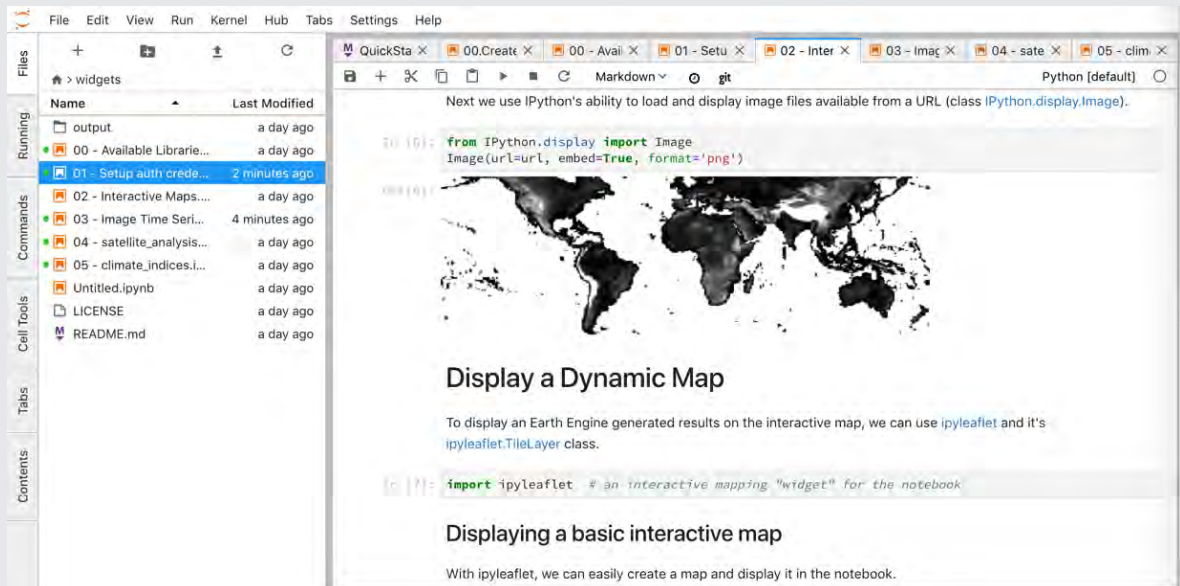 File Edit View Run Kernel Hub Tabs Settings Help
Files
Running
Commands
Cell Tools
Tabs
Contents
> widgets
Name Last Modified
output a day ago
00 - Available Librarie... a day ago
01 - Setup auth crede... 2 minutes ago
02 - Interactive Maps.... a day ago
03 - Image Time Seri... 4 minutes ago
04 - satellite_analysis... a day ago
05 - climate_indices.i... a day ago
Untitled.ipynb a day ago
LICENSE a day ago
README.md a day ago
QuickSta 00.Create 00 - Avai 01 - Setu 02 - Inter 03 - Imag 04 - sate 05 - clim
Markdown git Python [default]
Next we use IPython's ability to load and display image files available from a URL (class IPython.display.Image).
In [6]: from IPython.display import Image
Image(url=url, embed=True, format='png')
Display a Dynamic Map
To display an Earth Engine generated results on the interactive map, we can use ipyleaflet and it's
ipyleaflet.TileLayer class.
In [7]: import ipyleaflet # an interactive mapping "widget" for the notebook
Displaying a basic interactive map
With ipyleaflet, we can easily create a map and display it in the notebook.